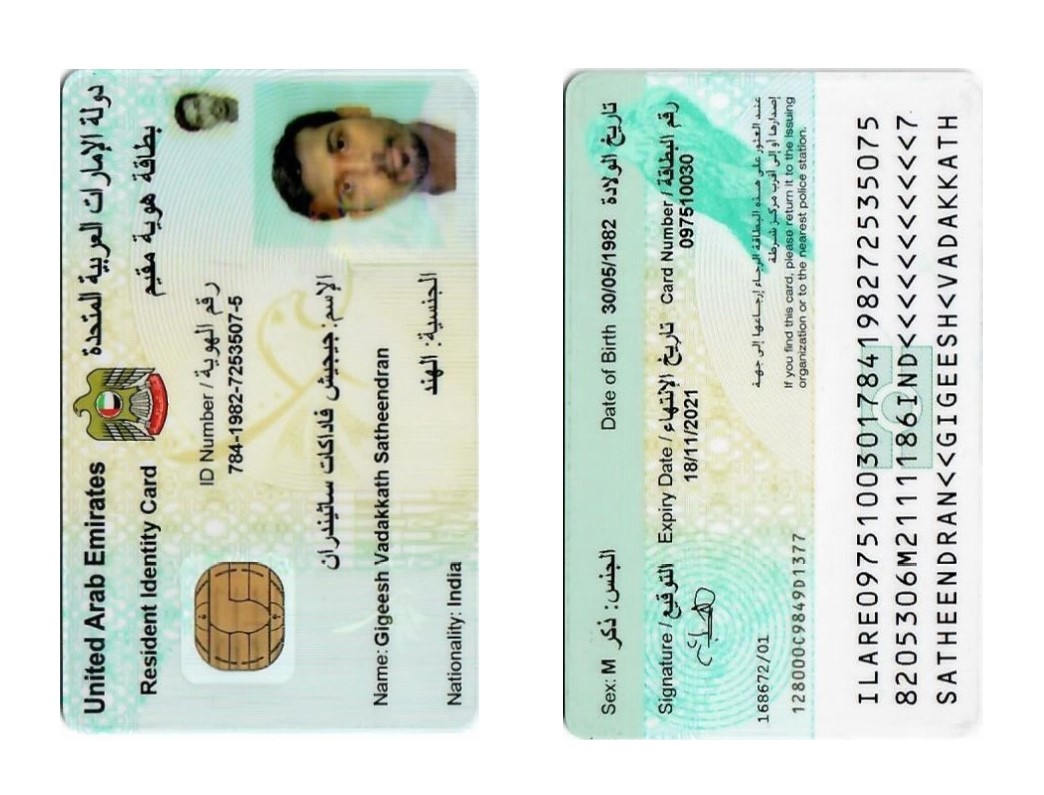 United Arab Emirates دولة الإمارات العربية المتحدة
Resident Identity Card بطاقة هوية مقيم
ID Number / رقم الهوية
784-1982-7253507-5
الإسم: جيجيش فاداكات ساثيندران
Name: Gigeesh Vadakkath Satheendran
الجنسية: الهند
Nationality: India
Sex: M الجنس: ذكر Date of Birth 30/05/1982 تاريخ الولادة
Signature / التوقيع Expiry Date / تاريخ الإنتهاء Card Number / رقم البطاقة
18/11/2021 097510030
168672/01
128000C9849D1377
عند العثور على هذه البطاقة الرجاء إرجاعها إلى جهة
إصدارها أو إلى أقرب مركز شرطة
If you find this card, please return it to the issuing
organization or to the nearest police station.
ILARE0975100301784198272535075
8205306M2111186IND<<<<<<<<<<<7
SATHEENDRAN<<GIGEESH<VADAKKATH